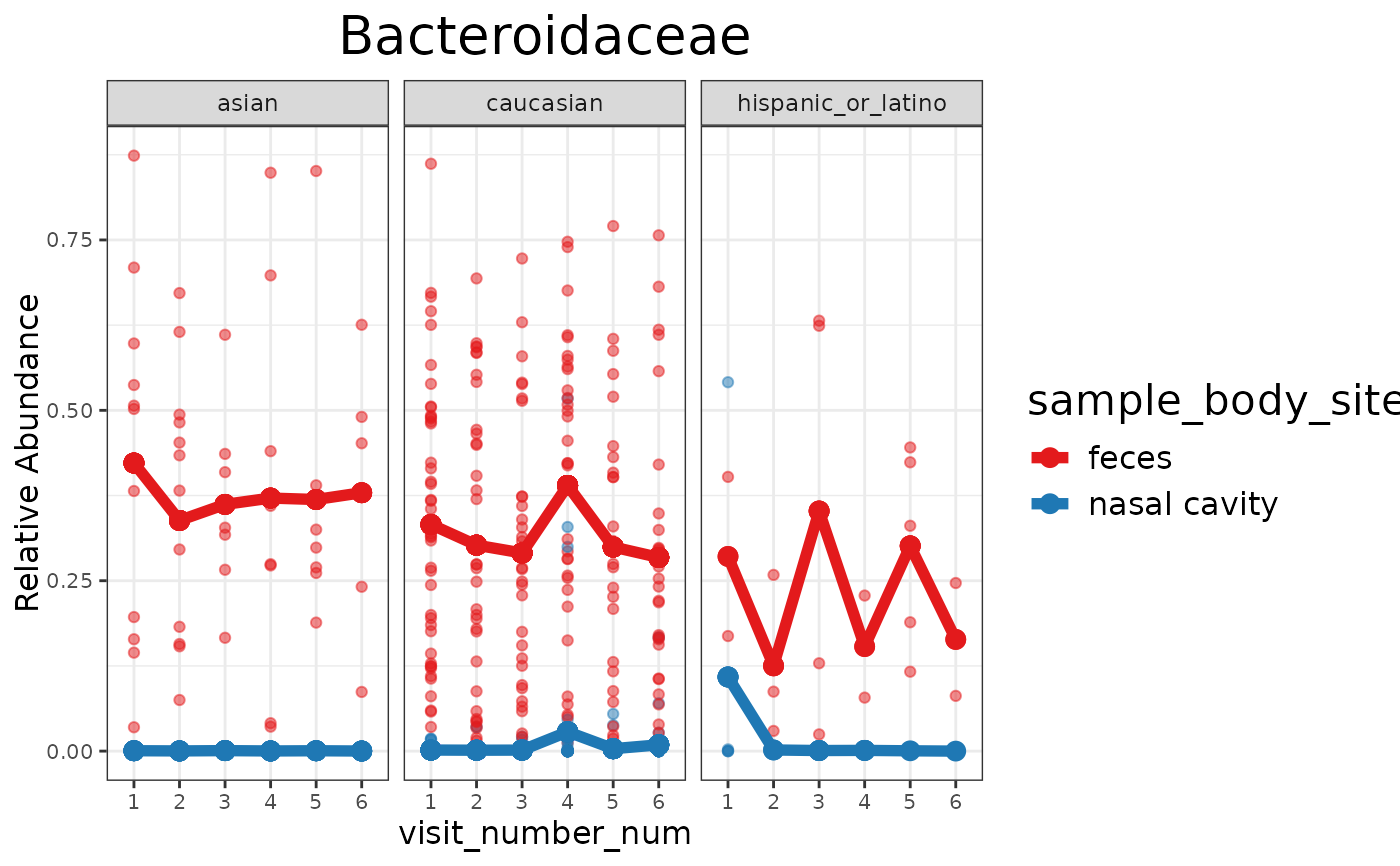 Bacteroidaceae
asian caucasian hispanic_or_latino
Relative Abundance
0.75
0.50
0.25
0.00
1 2 3 4 5 6 1 2 3 4 5 6 1 2 3 4 5 6
visit_number_num
sample_body_site
feces
nasal cavity